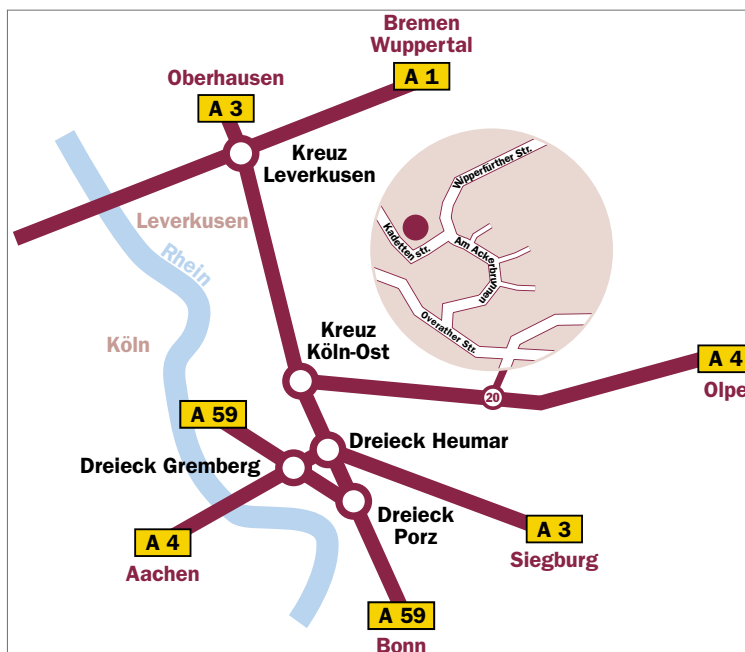 Bremen
Wuppertal
Oberhausen
A 1
A 3
Kreuz
Leverkusen
Wipperfürther Str.
Leverkusen
Kadetten str.
Am Ackerbrunnen
Rhein
Overather Str.
Köln
Kreuz
Köln-Ost
A 4
Olpe
20
A 59
Dreieck Heumar
Dreieck Gremberg
Dreieck
Porz
A 3
Siegburg
A 4
Aachen
A 59
Bonn